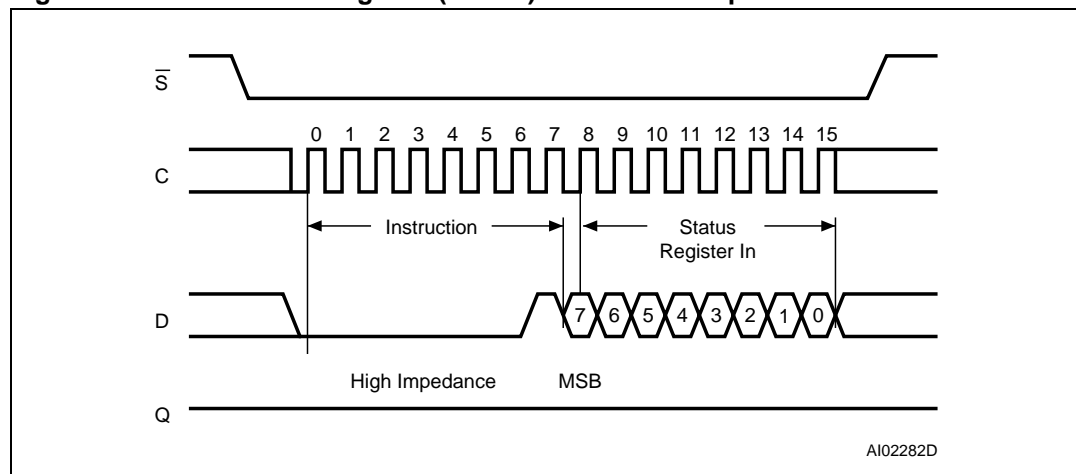 S
0 1 2 3 4 5 6 7 8 9 10 11 12 13 14 15
C
Instruction
Status
Register In
D
7 6 5 4 3 2 1 0
High Impedance
MSB
Q
AI02282D